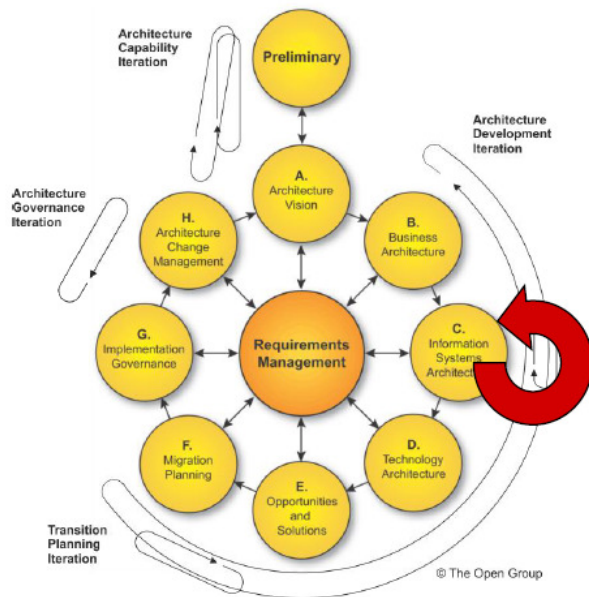 Architecture
Capability
Iteration
Preliminary
Architecture
Development
Iteration
Architecture
Governance
Iteration
A.
Architecture
Vision
H.
Architecture
Change
Management
B.
Business
Architecture
G.
Implementation
Governance
Requirements
Management
C.
Information
Systems
F.
Migration
Planning
D.
Technology
Architecture
E.
Opportunities
and
Solutions
Transition
Planning
Iteration
© The Open Group